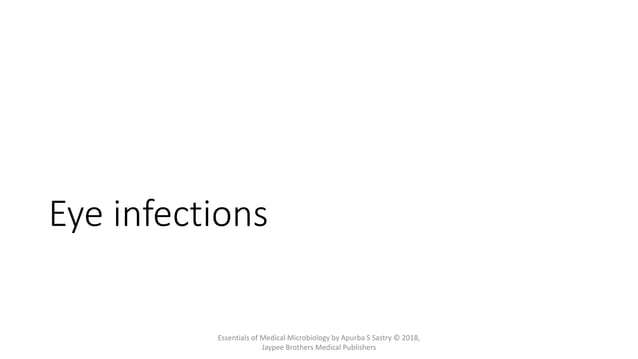 Eye infections
Essentials of Medical Microbiology by Apurba S Sastry © 2018,
Jaypee Brothers Medical Publishers